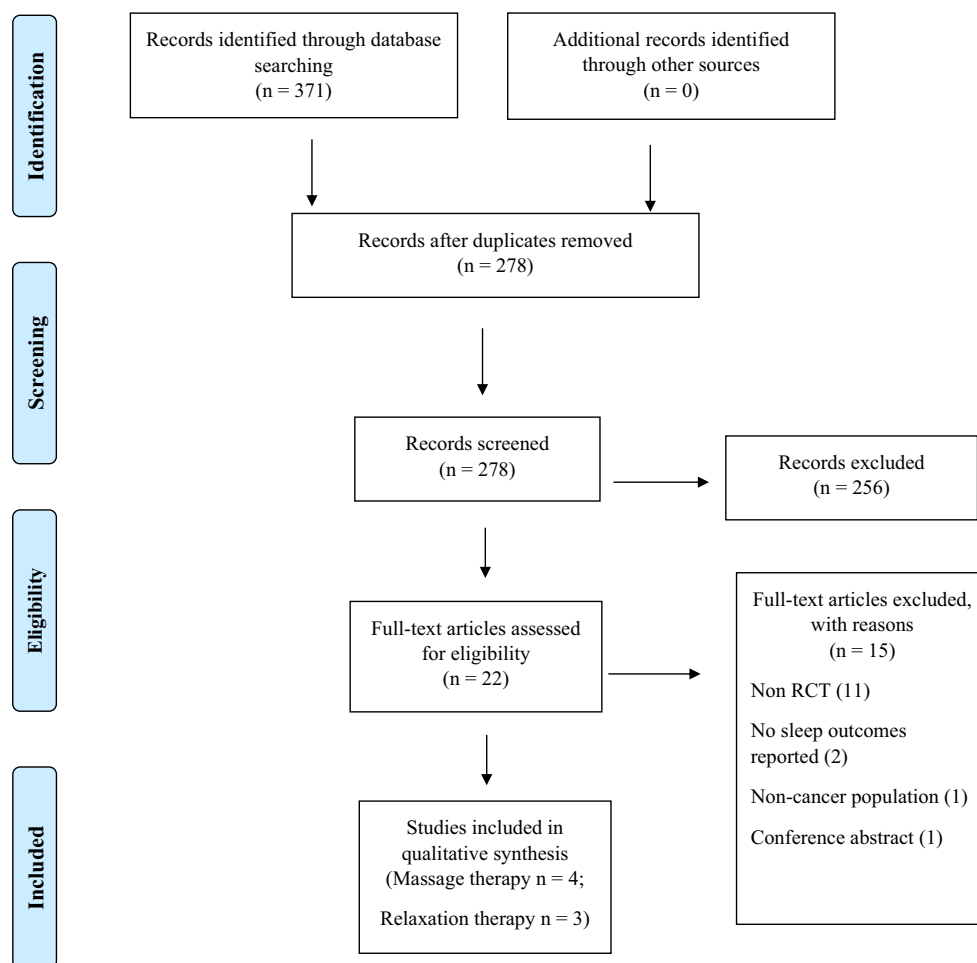 Identification
Records identified through database
searching
(n = 371)
Additional records identified
through other sources
(n = 0)
Records after duplicates removed
(n = 278)
Screening
Records screened
(n = 278)
Records excluded
(n = 256)
Eligibility
Full-text articles assessed
for eligibility
(n = 22)
Full-text articles excluded,
with reasons
(n = 15)
Non RCT (11)
No sleep outcomes
reported (2)
Non-cancer population (1)
Conference abstract (1)
Included
Studies included in
qualitative synthesis
(Massage therapy n = 4;
Relaxation therapy n = 3)